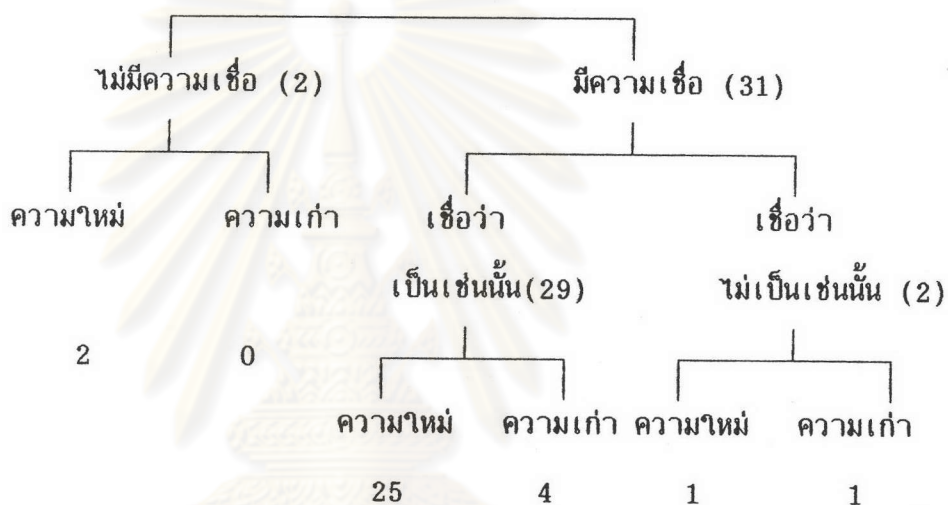 ไม่มีความเชื่อ (2) มีความเชื่อ (31)
ความใหม่ ความเก่า เชื่อว่า เชื่อว่า
เป็นเช่นนั้น(29) ไม่เป็นเช่นนั้น (2)
2 0
ความใหม่ ความเก่า ความใหม่ ความเก่า
25 4 1 1